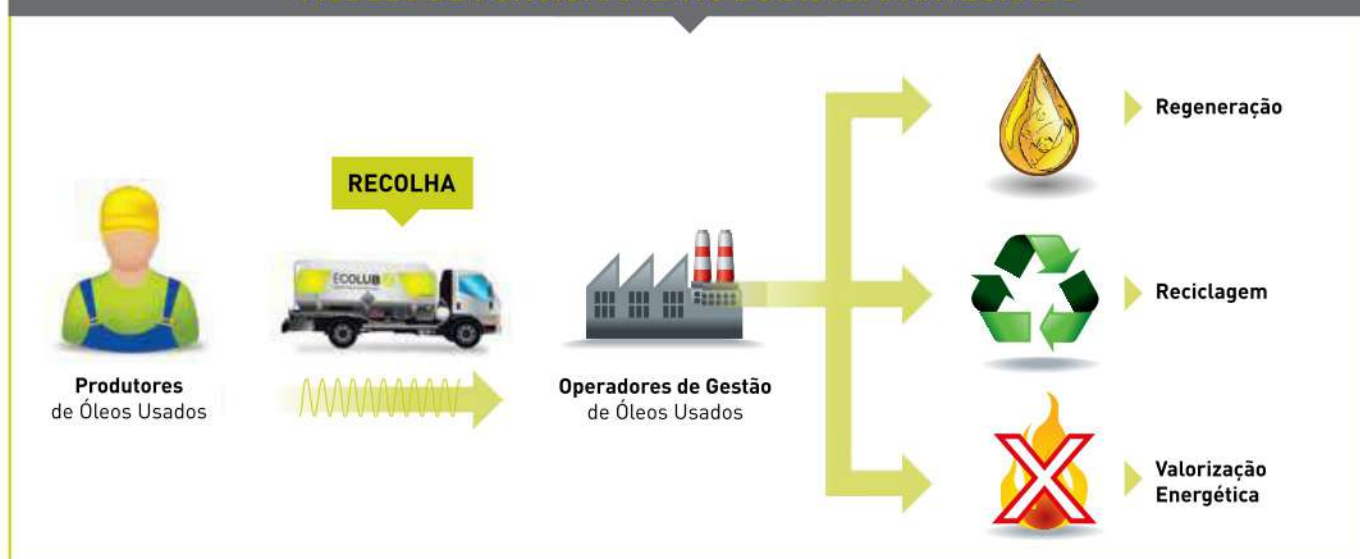 RECOLHA
ECOLUB
Produtores
de Óleos Usados
Operadores de Gestão
de Óleos Usados
Regeneração
Reciclagem
Valorização
Energética